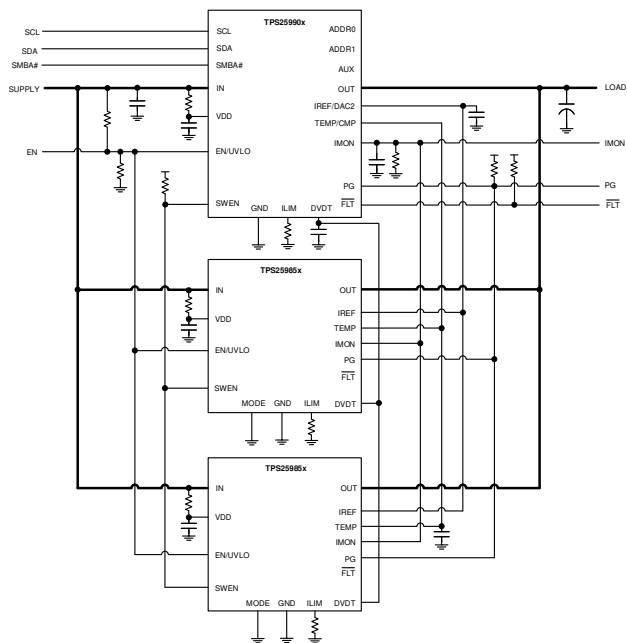 TPS25990x
SCL
SCL
ADDR0
SDA
SDA
ADDR1
SMBA#
SMBA#
AUX
SUPPLY
IN
OUT
LOAD
VDD
IREF/DAC2
TEMP/CMP
EN
EN/UVLO
IMON
IMON
PG
PG
SWEN
GND
ILIM
DVDT
FLT
FLT
TPS25985x
IN
OUT
VDD
IREF
TEMP
EN/UVLO
IMON
PG
FLT
SWEN
MODE
GND
ILIM
DVDT
TPS25985x
IN
OUT
VDD
IREF
TEMP
IMON
EN/UVLO
PG
FLT
SWEN
MODE
GND
ILIM
DVDT